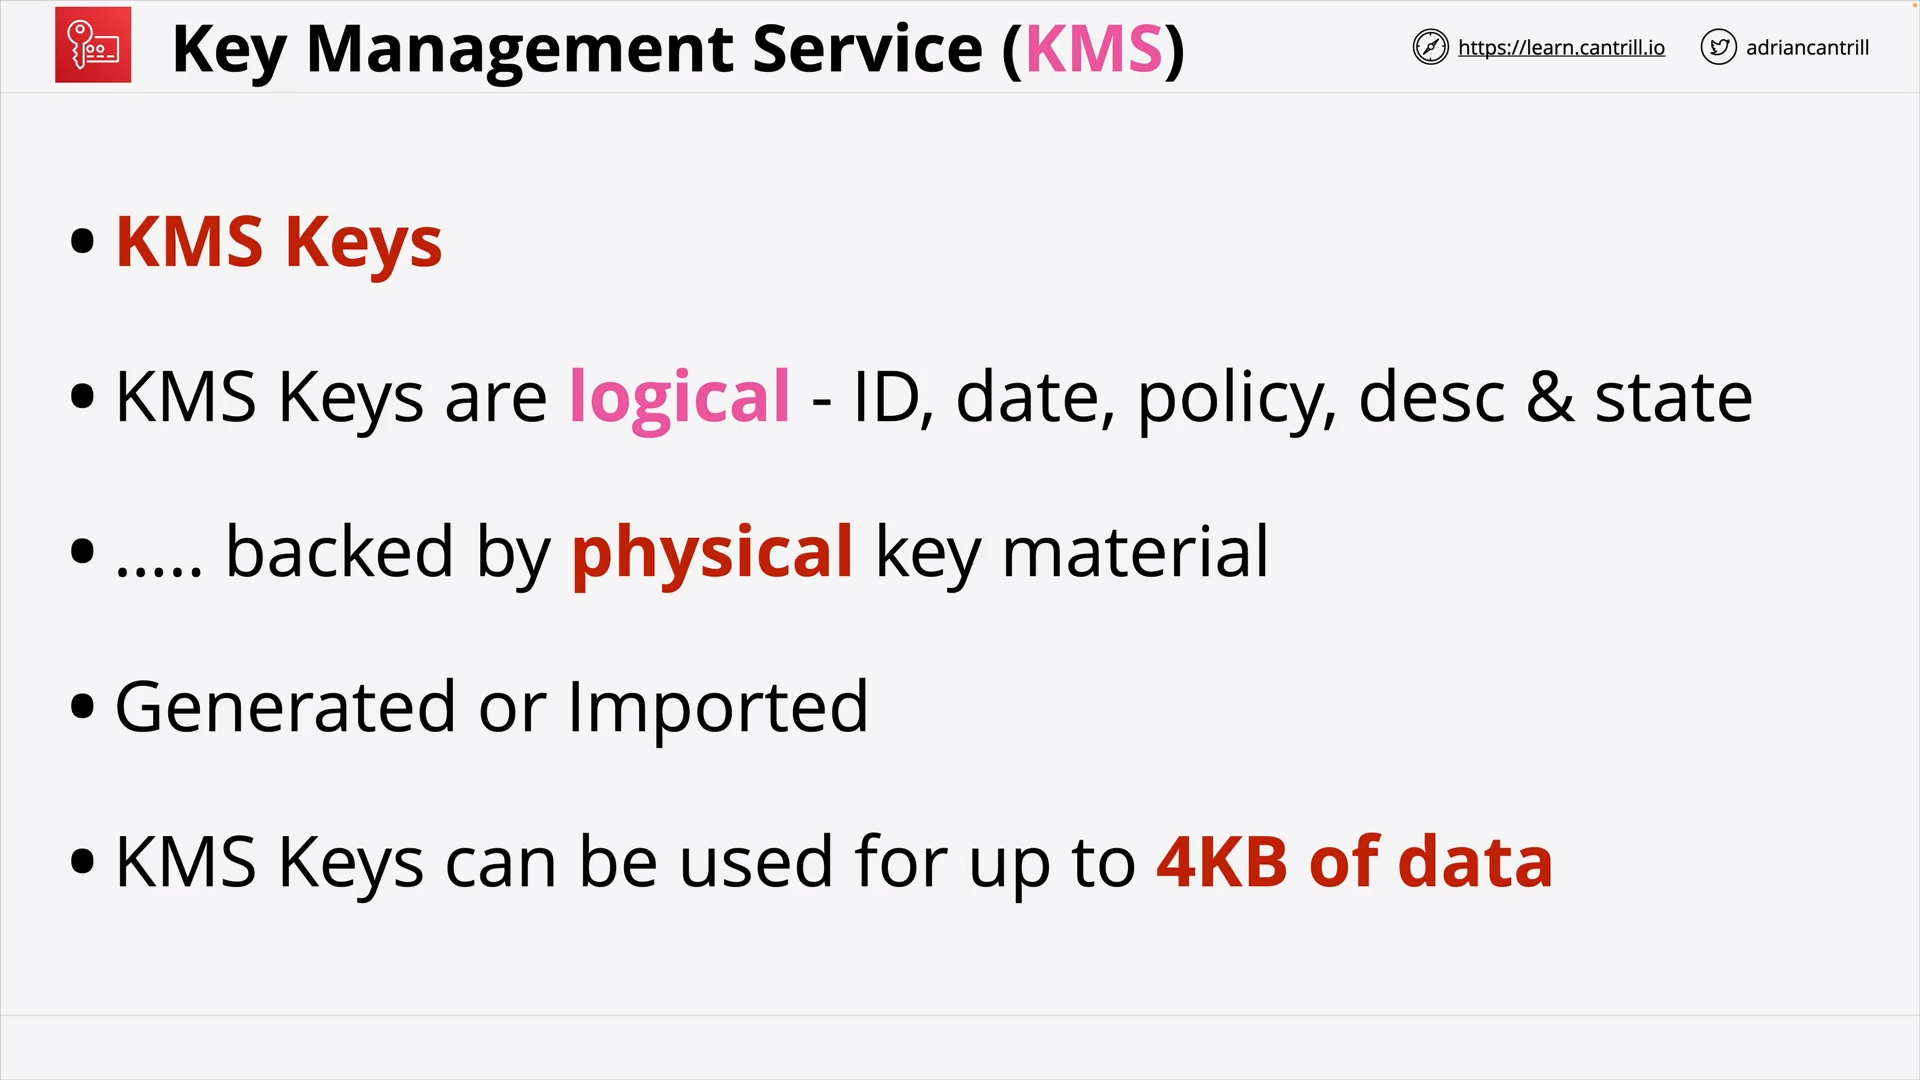 Key Management Service (KMS)
https://learn.cantrill.io
adriancantrill
• KMS Keys
• KMS Keys are logical - ID, date, policy, desc & state
• ..... backed by physical key material
• Generated or Imported
• KMS Keys can be used for up to 4KB of data